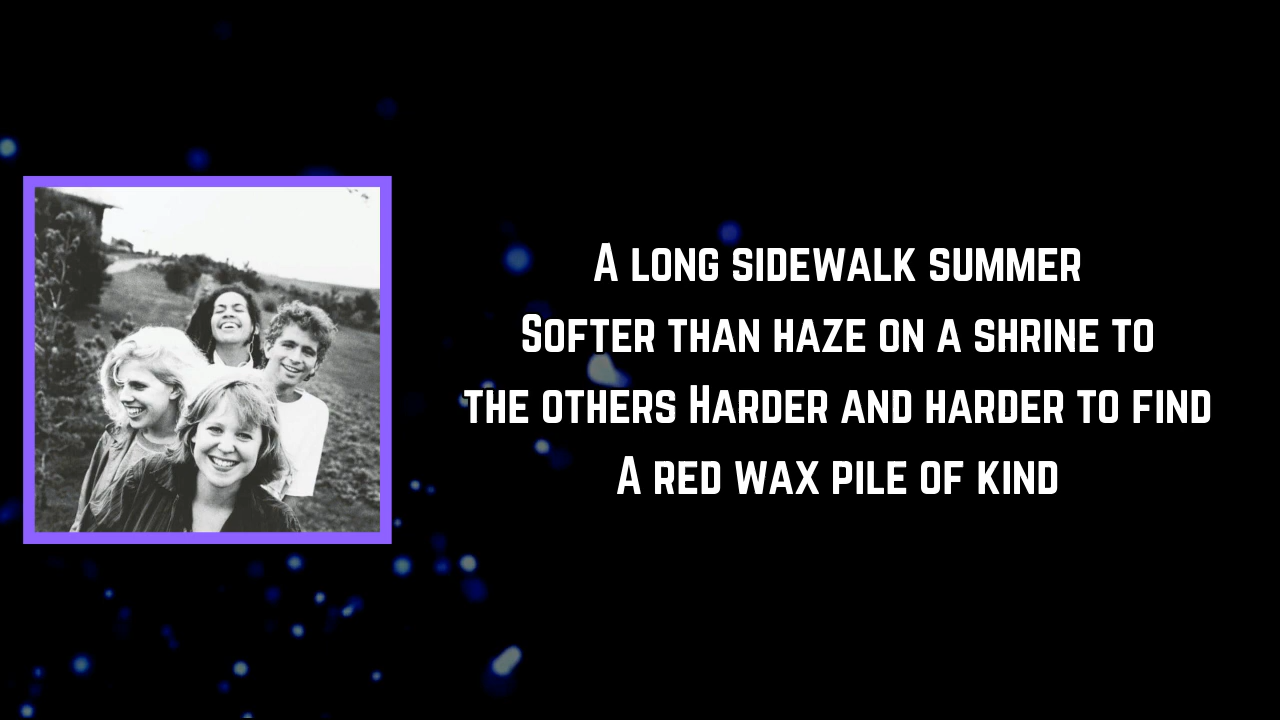 A LONG SIDEWALK SUMMER
SOFTER THAN HAZE ON A SHRINE TO
THE OTHERS HARDER AND HARDER TO FIND
A RED WAX PILE OF KIND